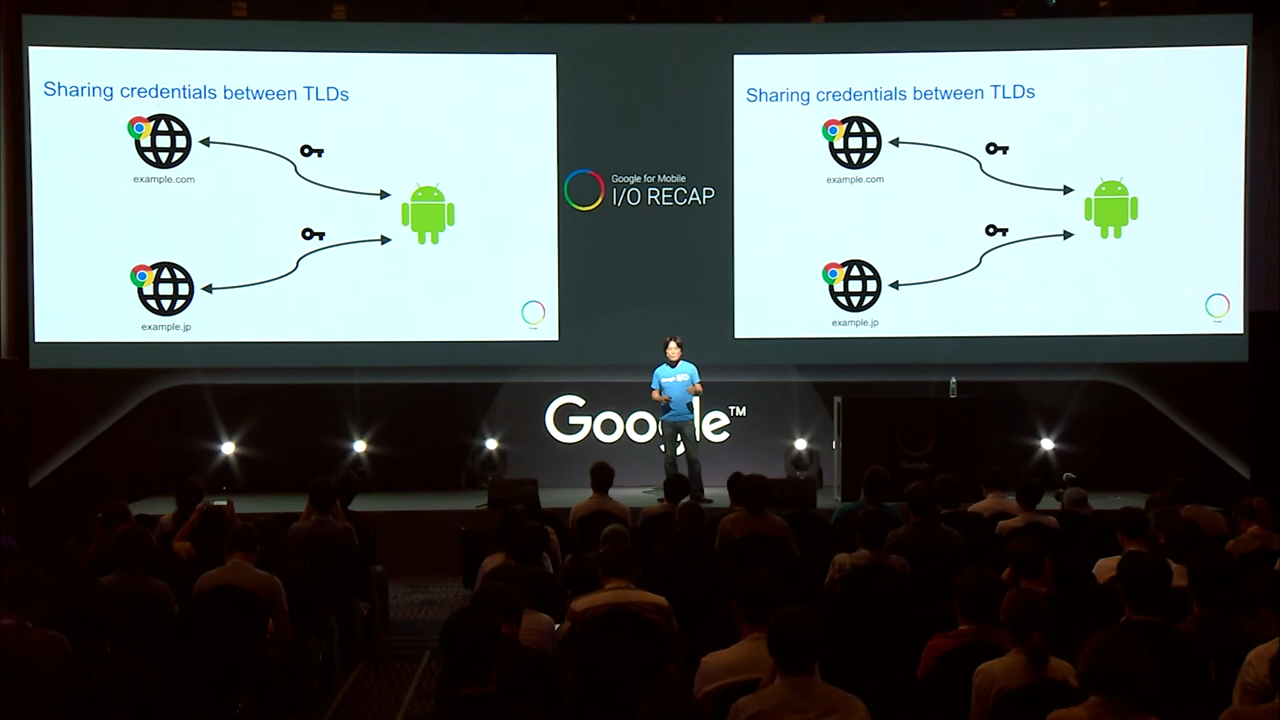 Sharing credentials between TLDs
example.com
example.jp
Google for Mobile
I/O RECAP
Sharing credentials between TLDs
example.com
example.jp
Google™
Google